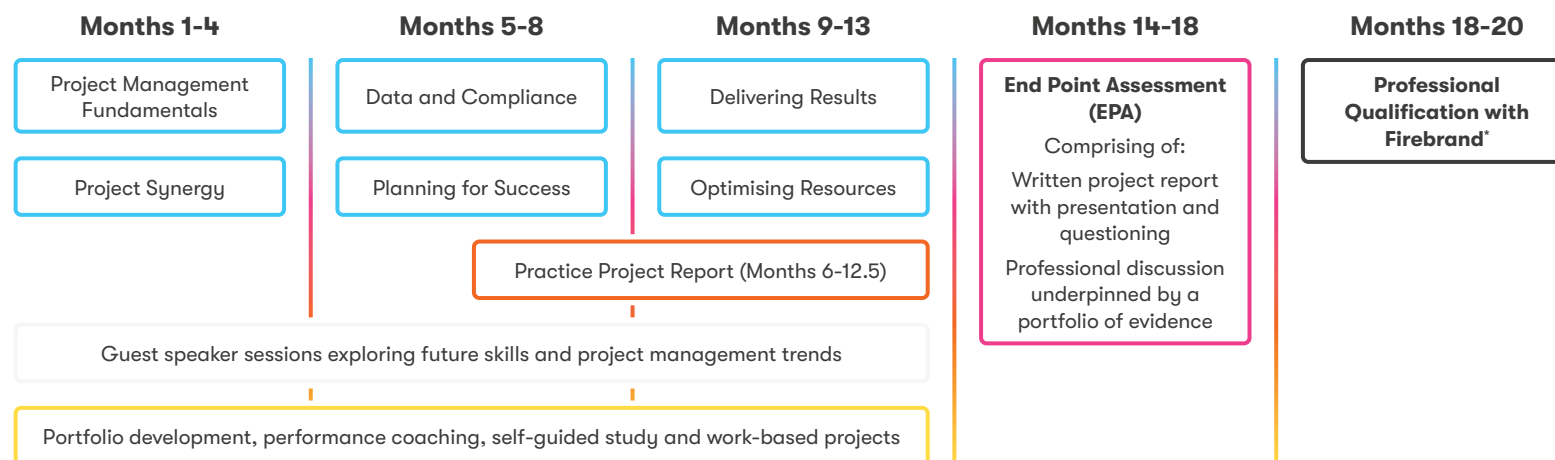 Months 1-4
Months 5-8
Months 9-13
Months 14-18
Months 18-20
Project Management
Fundamentals
Data and Compliance
Delivering Results
End Point Assessment
(EPA)
Comprising of:
Written project report
with presentation and
questioning
Professional discussion
underpinned by a
portfolio of evidence
Professional
Qualification with
Firebrand*
Project Synergy
Planning for Success
Optimising Resources
Practice Project Report (Months 6-12.5)
Guest speaker sessions exploring future skills and project management trends
Portfolio development, performance coaching, self-guided study and work-based projects